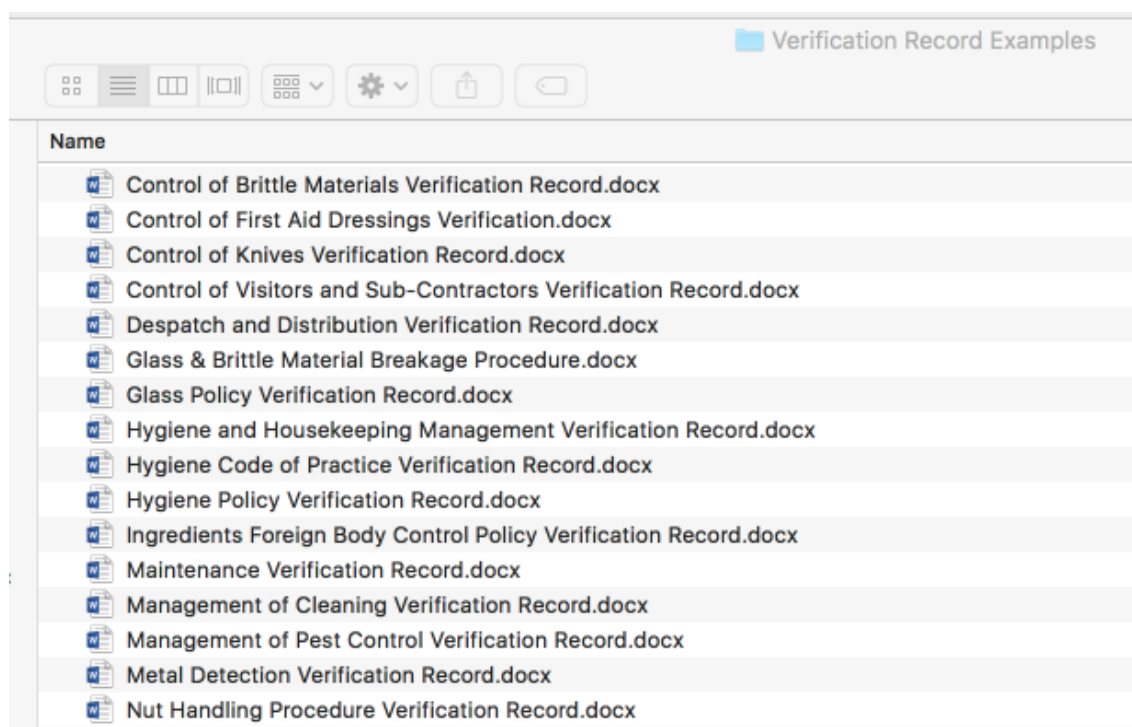 Verification Record Examples
Name
Control of Brittle Materials Verification Record.docx
Control of First Aid Dressings Verification.docx
Control of Knives Verification Record.docx
Control of Visitors and Sub-Contractors Verification Record.docx
Despatch and Distribution Verification Record.docx
Glass & Brittle Material Breakage Procedure.docx
Glass Policy Verification Record.docx
Hygiene and Housekeeping Management Verification Record.docx
Hygiene Code of Practice Verification Record.docx
Hygiene Policy Verification Record.docx
Ingredients Foreign Body Control Policy Verification Record.docx
Maintenance Verification Record.docx
Management of Cleaning Verification Record.docx
Management of Pest Control Verification Record.docx
Metal Detection Verification Record.docx
Nut Handling Procedure Verification Record.docx